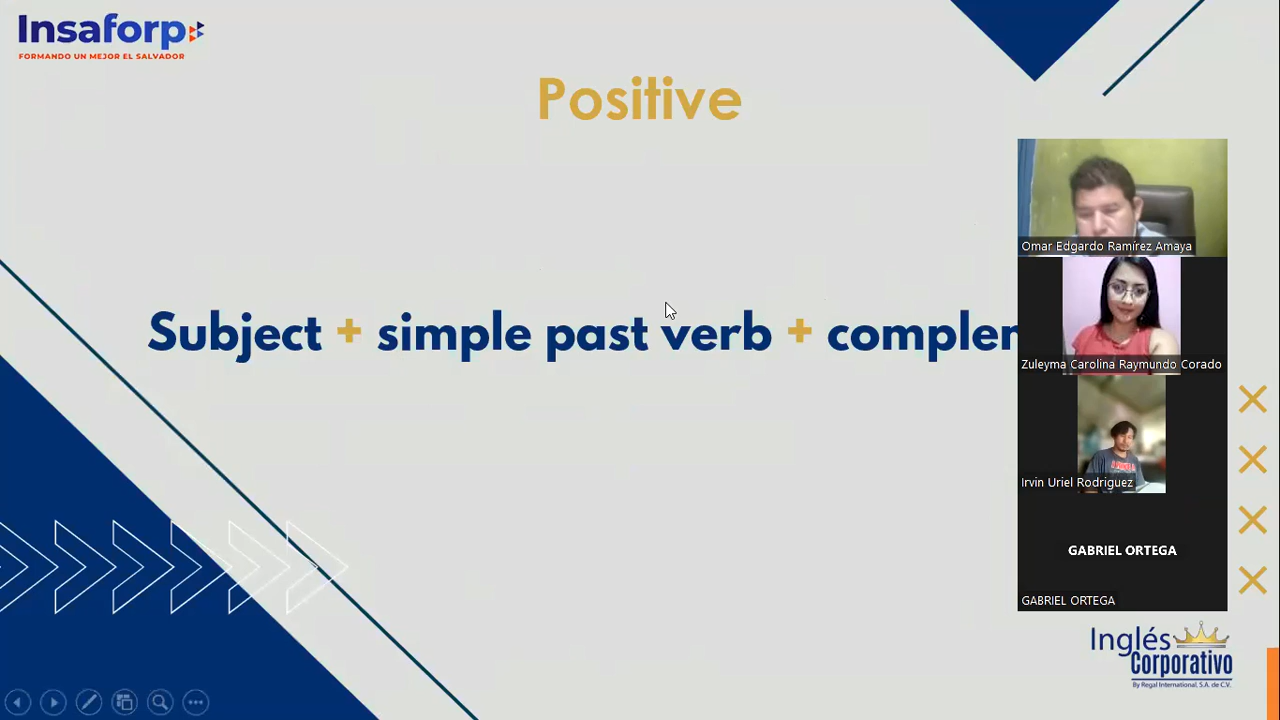 Insaforp
FORMANDO UN MEJOR EL SALVADOR
Positive
Subject + simple past verb + complem
Omar Edgardo Ramírez Amaya
Zuleyma Carolina Raymundo Corado
Irvin Uriel Rodriguez
GABRIEL ORTEGA
GABRIEL ORTEGA
Inglés
Corporativo
By Regal International, S.A. de C.V.